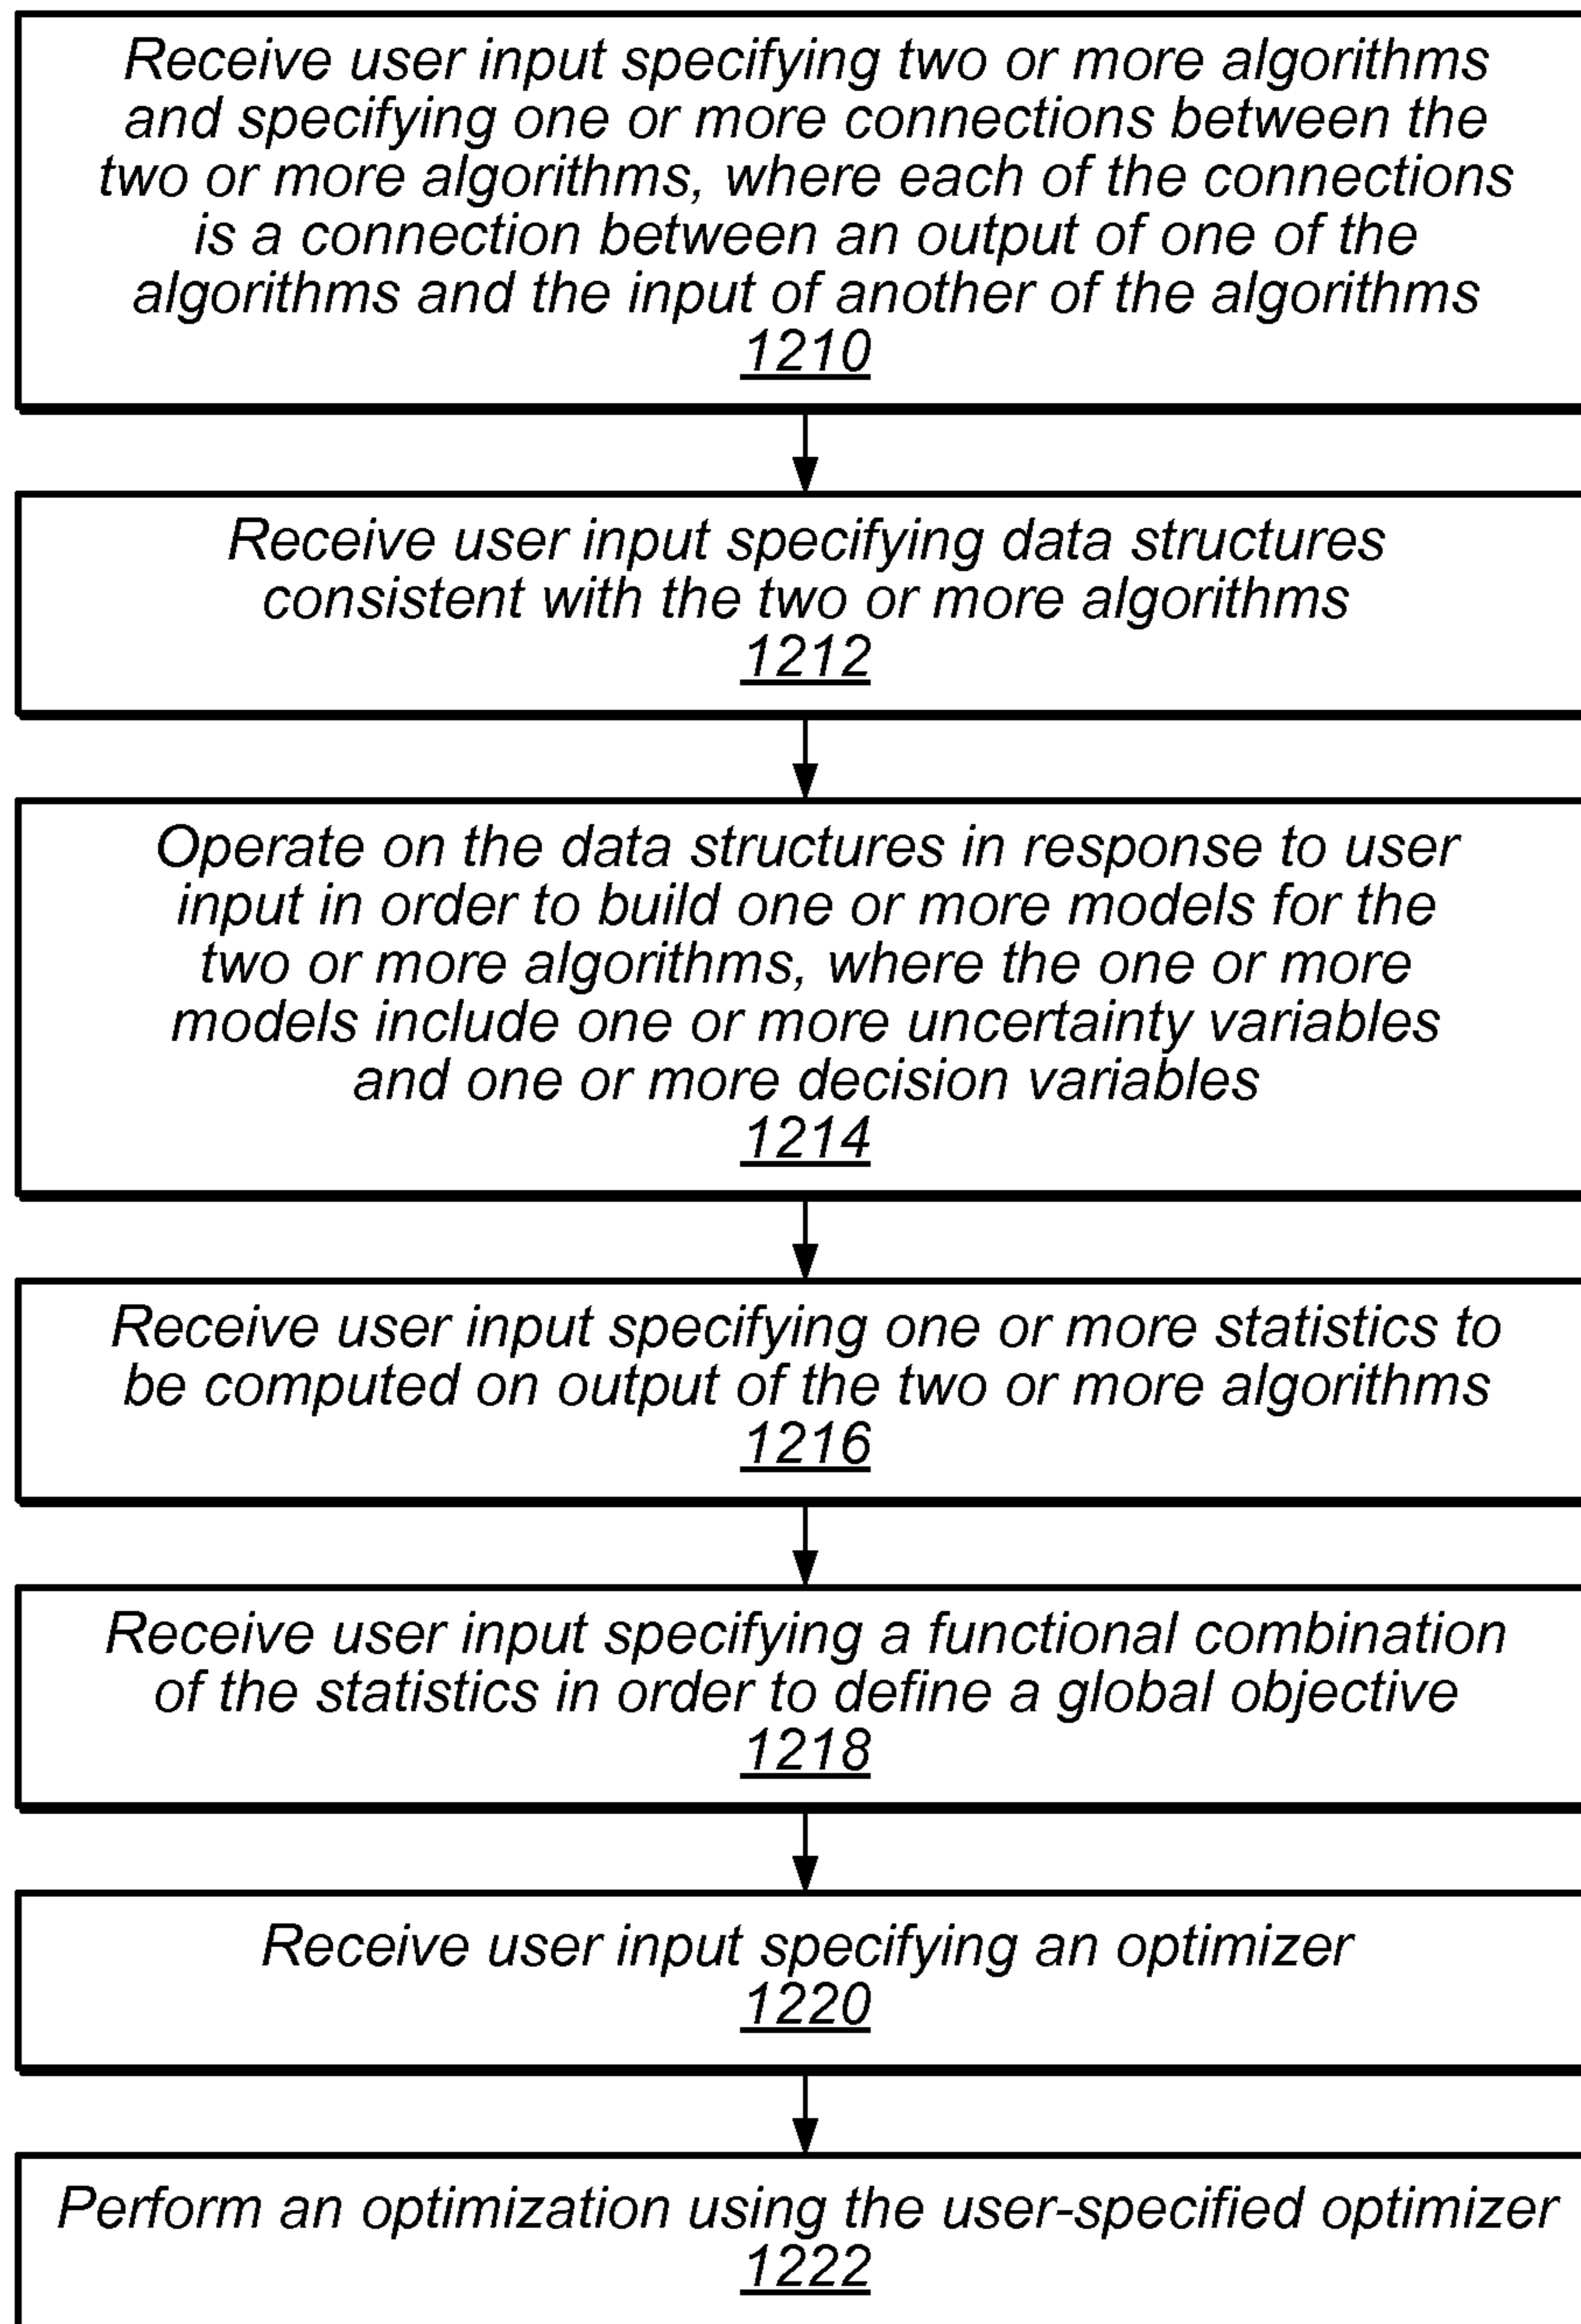 Receive user input specifying two or more algorithms
and specifying one or more connections between the
two or more algorithms, where each of the connections
is a connection between an output of one of the
algorithms and the input of another of the algorithms
1210
Receive user input specifying data structures
consistent with the two or more algorithms
1212
Operate on the data structures in response to user
input in order to build one or more models for the
two or more algorithms, where the one or more
models include one or more uncertainty variables
and one or more decision variables
1214
Receive user input specifying one or more statistics to
be computed on output of the two or more algorithms
1216
Receive user input specifying a functional combination
of the statistics in order to define a global objective
1218
Receive user input specifying an optimizer
1220
Perform an optimization using the user-specified optimizer
1222